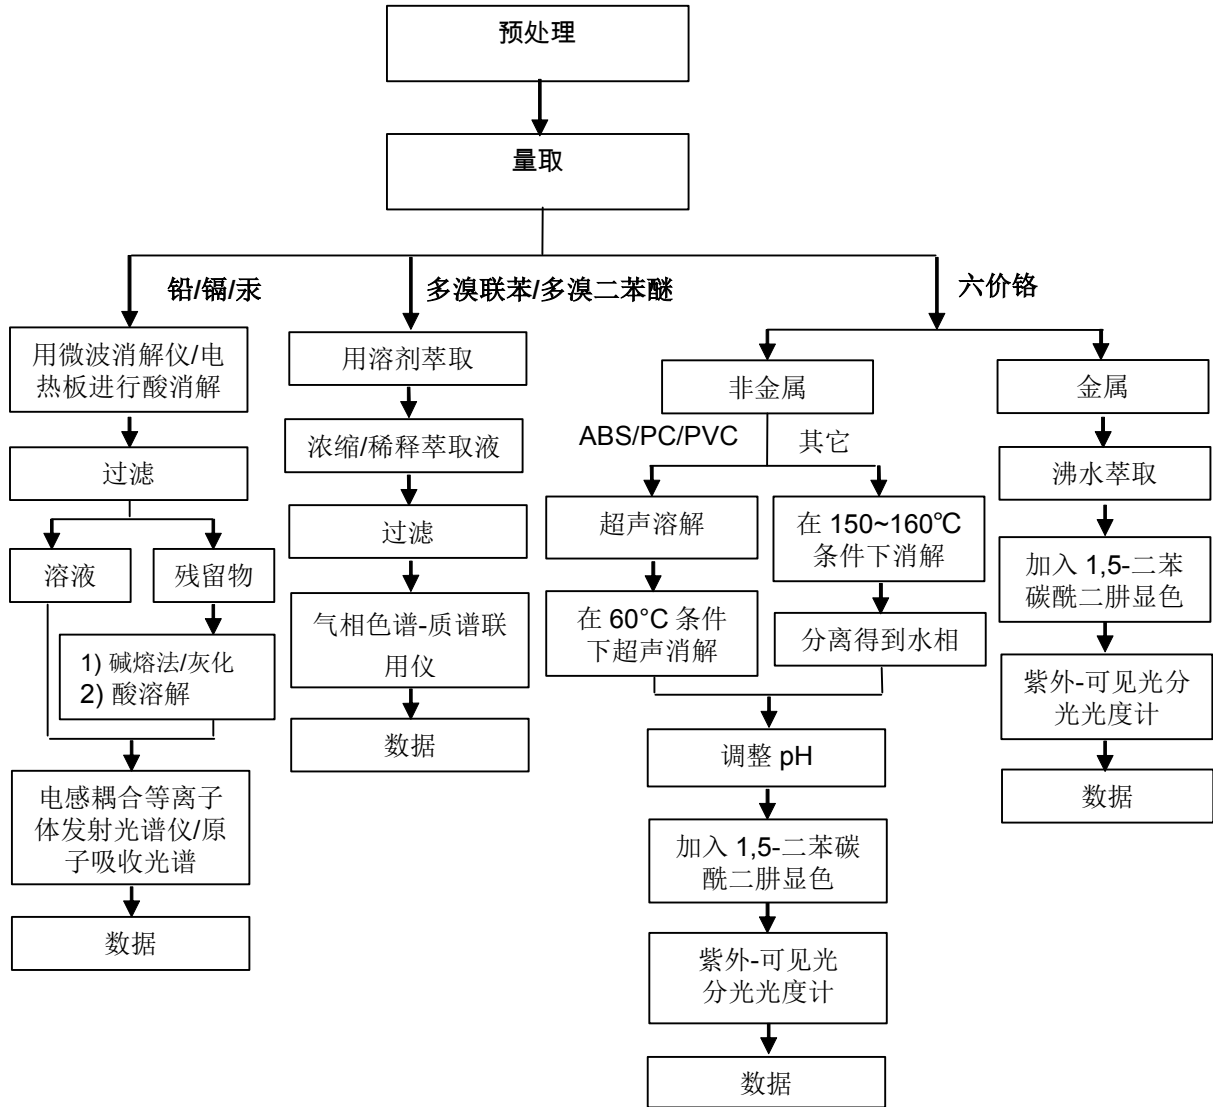 预处理
量取
铅/镉/汞
多溴联苯/多溴二苯醚
六价铬
用微波消解仪/电
热板进行酸消解
过滤
溶液
残留物
1) 碱熔法/灰化
2) 酸溶解
电感耦合等离子
体发射光谱仪/原
子吸收光谱
数据
用溶剂萃取
浓缩/稀释萃取液
过滤
气相色谱-质谱联
用仪
数据
非金属
ABS/PC/PVC
其它
超声溶解
在 60°C 条件
下超声消解
在 150~160℃
条件下消解
分离得到水相
调整 pH
加入 1,5-二苯碳
酰二肼显色
紫外-可见光
分光光度计
数据
金属
沸水萃取
加入 1,5-二苯
碳酰二肼显色
紫外-可见光分
光光度计
数据